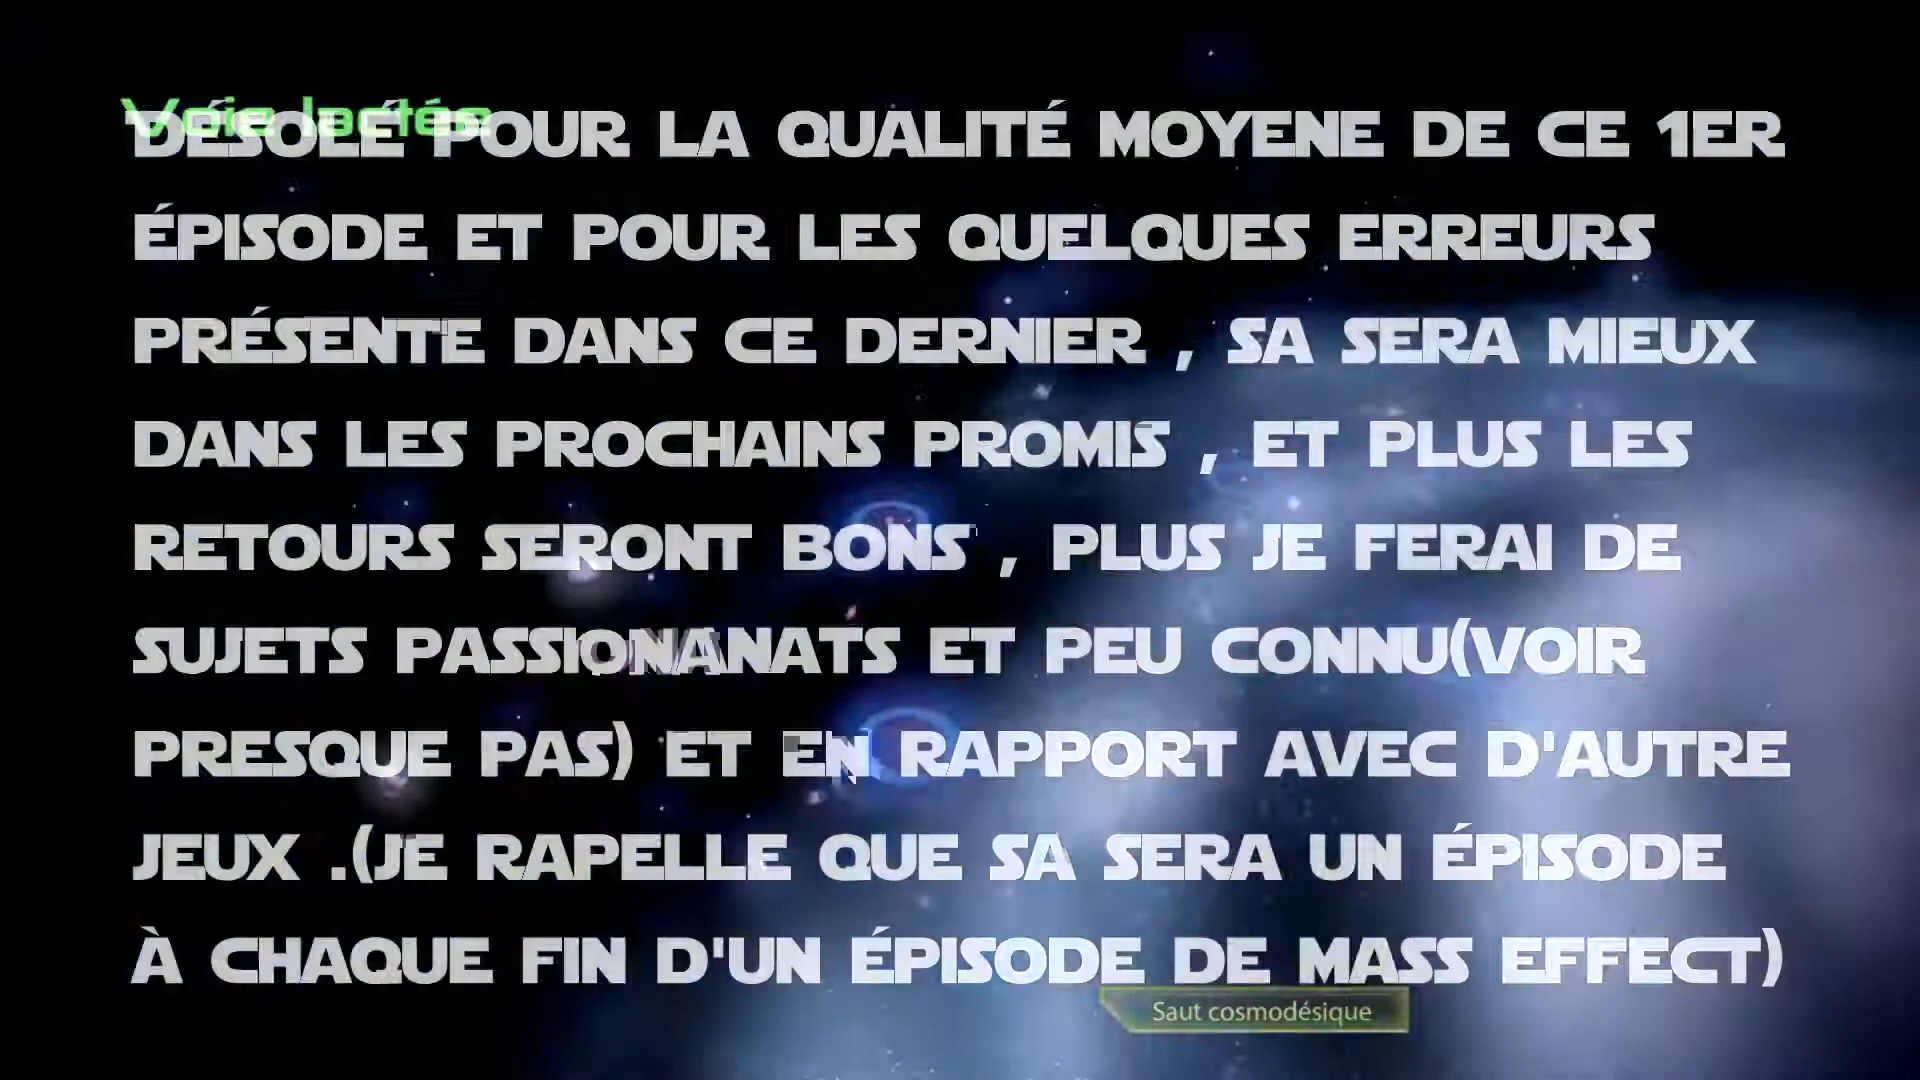 Voie lactée
DÉSOLÉ POUR LA QUALITÉ MOYENE DE CE 1ER
ÉPISODE ET POUR LES QUELQUES ERREURS
PRÉSENTE DANS CE DERNIER , SA SERA MIEUX
DANS LES PROCHAINS PROMIS , ET PLUS LES
RETOURS SERONT BONS , PLUS JE FERAI DE
SUJETS PASSIONANATS ET PEU CONNU(VOIR
PRESQUE PAS) ET EN RAPPORT AVEC D'AUTRE
JEUX .(JE RAPELLE QUE SA SERA UN ÉPISODE
À CHAQUE FIN D'UN ÉPISODE DE MASS EFFECT)
Saut cosmodésique